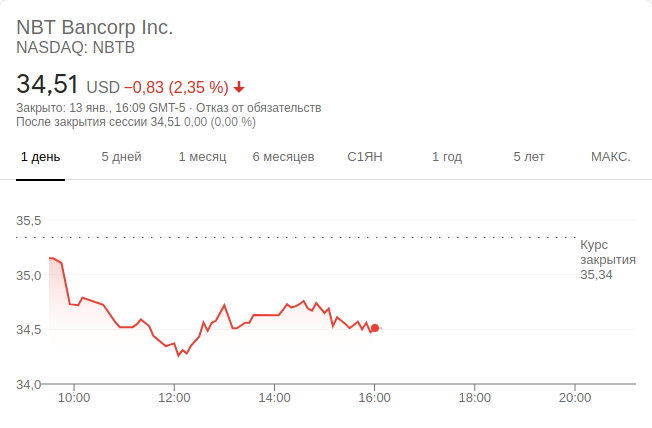 NBT Bancorp Inc.
NASDAQ: NBTB
34,51 USD −0,83 (2,35 %)
Закрыто: 13 янв., 16:09 GMT-5 · Отказ от обязательств
После закрытия сессии 34,51 0,00 (0,00 %)
1 день 5 дней 1 месяц 6 месяцев С1ЯН 1 год 5 лет МАКС.
35,5
Курс
закрытия
35,34
35,0
34,5
34,0
10:00 12:00 14:00 16:00 18:00 20:00